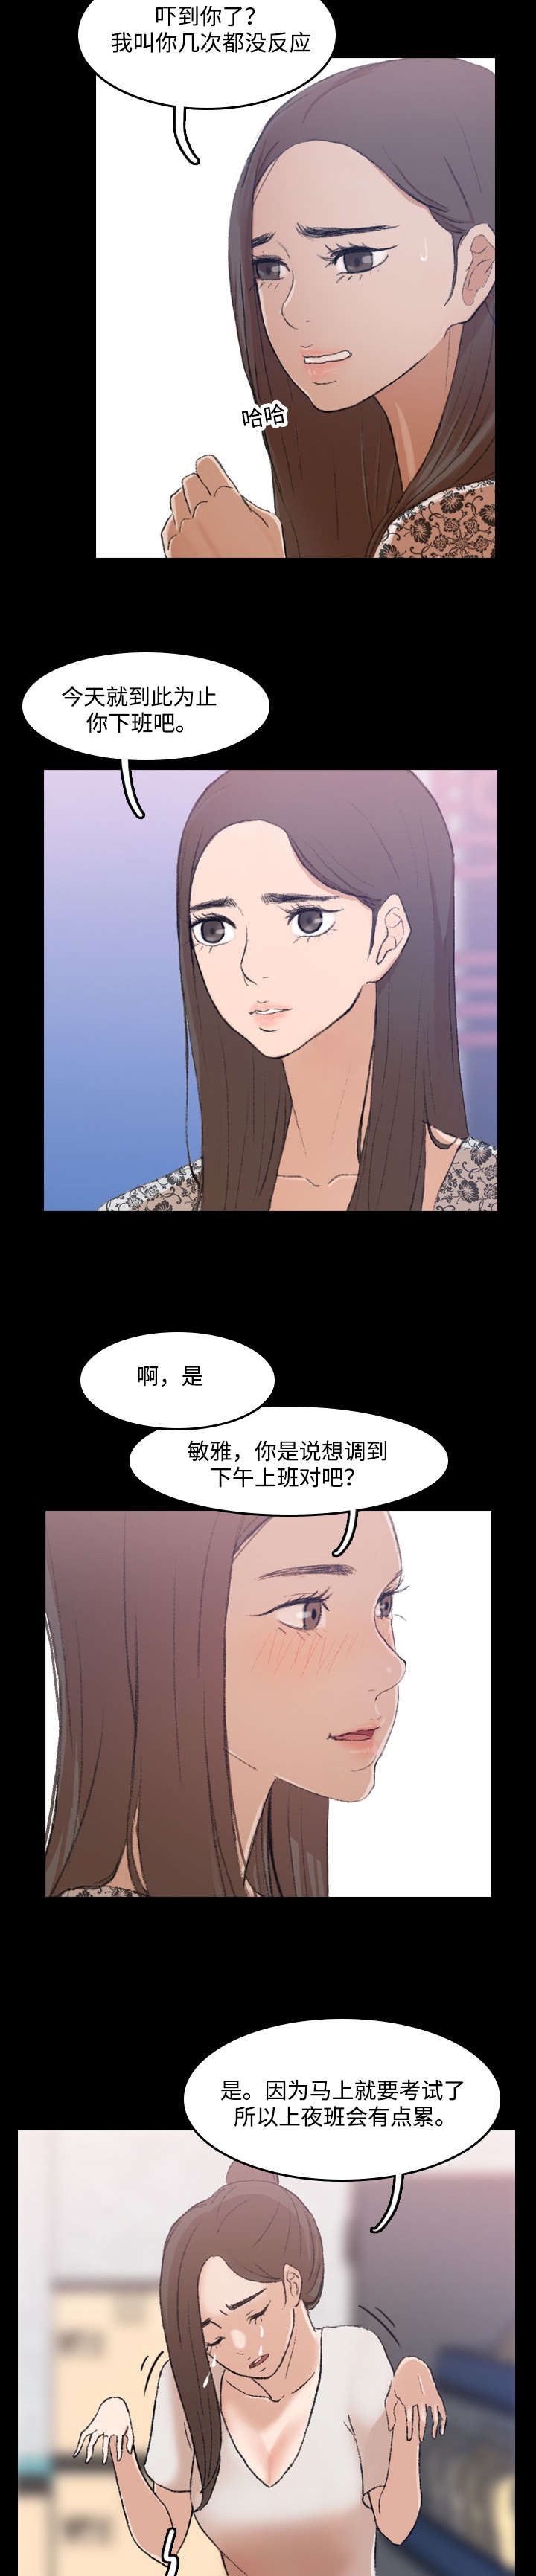 吓到你了？
我叫你几次都没反应
哈哈
今天就到此为止
你下班吧。
啊，是
敏雅，你是说想调到
下午上班对吧？
是。因为马上就要考试了
所以上夜班会有点累。